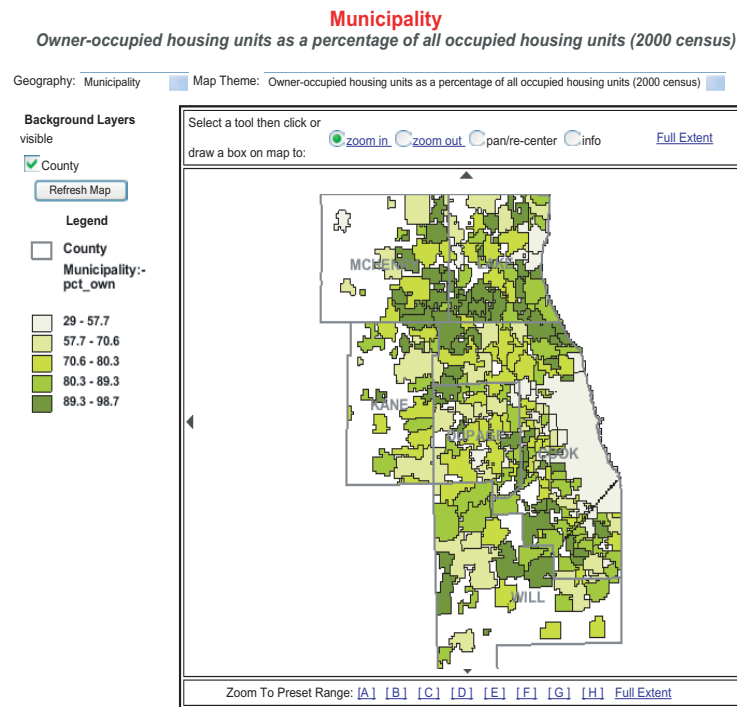 Municipality
Owner-occupied housing units as a percentage of all occupied housing units (2000 census)
Geography: Municipality Map Theme: Owner-occupied housing units as a percentage of all occupied housing units (2000 census)
Background Layers
visible
County
Refresh Map
Legend
County
Municipality:-
pct_own
29 - 57.7
57.7 - 70.6
70.6 - 80.3
80.3 - 89.3
89.3 - 98.7
Select a tool then click or
draw a box on map to:
zoom in zoom out pan/re-center info Full Extent
MCHENRY LAKE
KANE
DUPAGE
COOK
WILL
Zoom To Preset Range: [A] [B] [C] [D] [E] [F] [G] [H] Full Extent